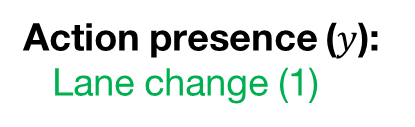 Action presence (y):
Lane change (1)